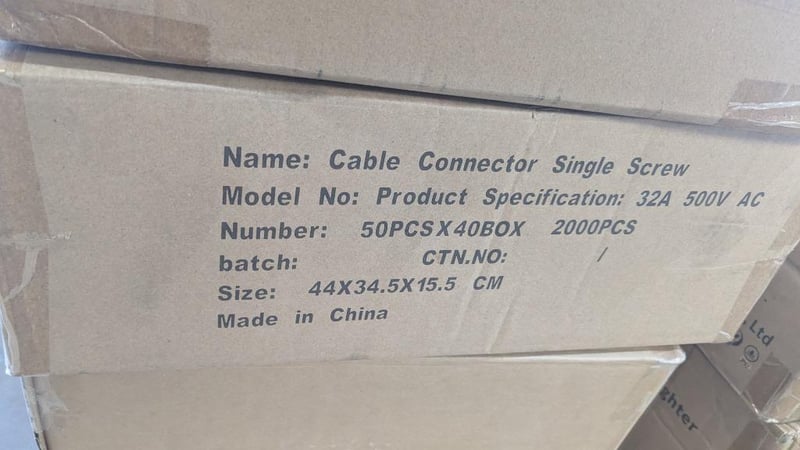 Name: Cable Connector Single Screw
Model No: Product Specification: 32A 500V AC
Number: 50PCSX40BOX 2000PCS
batch: CTN.NO: /
Size: 44X34.5X15.5 CM
Made in China
Ltd